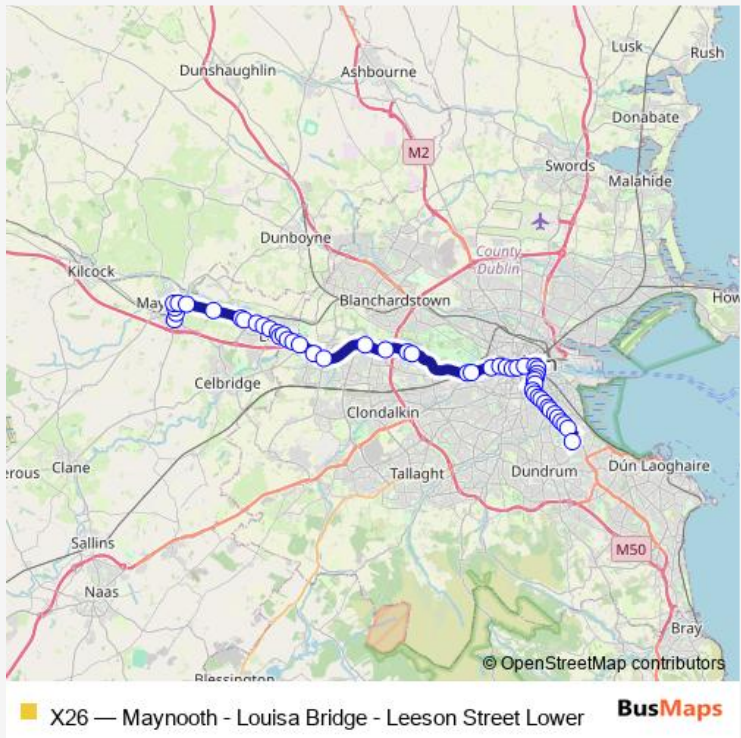 Lusk
Rush
Dunshaughlin
Ashbourne
Donabate
M2
Swords
Malahide
Dunboyne
County
Dublin
Kilcock
Blanchardstown
How
May
L
n
Celbridge
Clondalkin
Dundrum
Dún Laoghaire
Tallaght
Clane
erous
Sallins
M50
Naas
Bray
Blessington
© OpenStreetMap contributors
X26 — Maynooth - Louisa Bridge - Leeson Street Lower
BusMaps